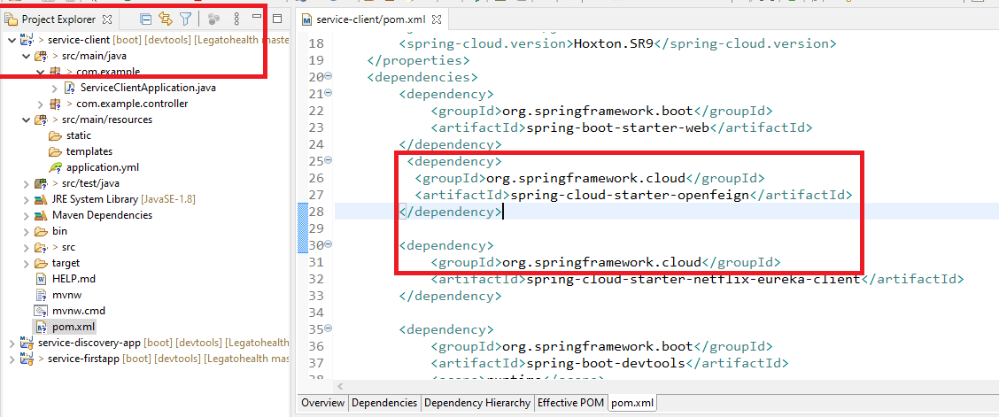 Project Explorer
service-client [boot] [devtools] [Legatohealth maste
> src/main/java
> com.example
ServiceClientApplication.java
> com.example.controller
> src/main/resources
static
templates
application.yml
> src/test/java
JRE System Library [JavaSE-1.8]
Maven Dependencies
bin
> src
target
HELP.md
mvnw
mvnw.cmd
pom.xml
service-discovery-app [boot] [devtools] [Legatohealth
> service-firstapp [boot] [devtools] [Legatohealth mas
service-client/pom.xml
18 <spring-cloud.version>Hoxton.SR9</spring-cloud.version>
19 </properties>
20 <dependencies>
21 <dependency>
22 <groupId>org.springframework.boot</groupId>
23 <artifactId>spring-boot-starter-web</artifactId>
24 </dependency>
25 <dependency>
26 <groupId>org.springframework.cloud</groupId>
27 <artifactId>spring-cloud-starter-openfeign</artifactId>
28 </dependency>
29
30 <dependency>
31 <groupId>org.springframework.cloud</groupId>
32 <artifactId>spring-cloud-starter-netflix-eureka-client</artifactId>
33 </dependency>
34
35 <dependency>
36 <groupId>org.springframework.boot</groupId>
37 <artifactId>spring-boot-devtools</artifactId>
38 <scope>runtime</scope>
Overview Dependencies Dependency Hierarchy Effective POM pom.xml